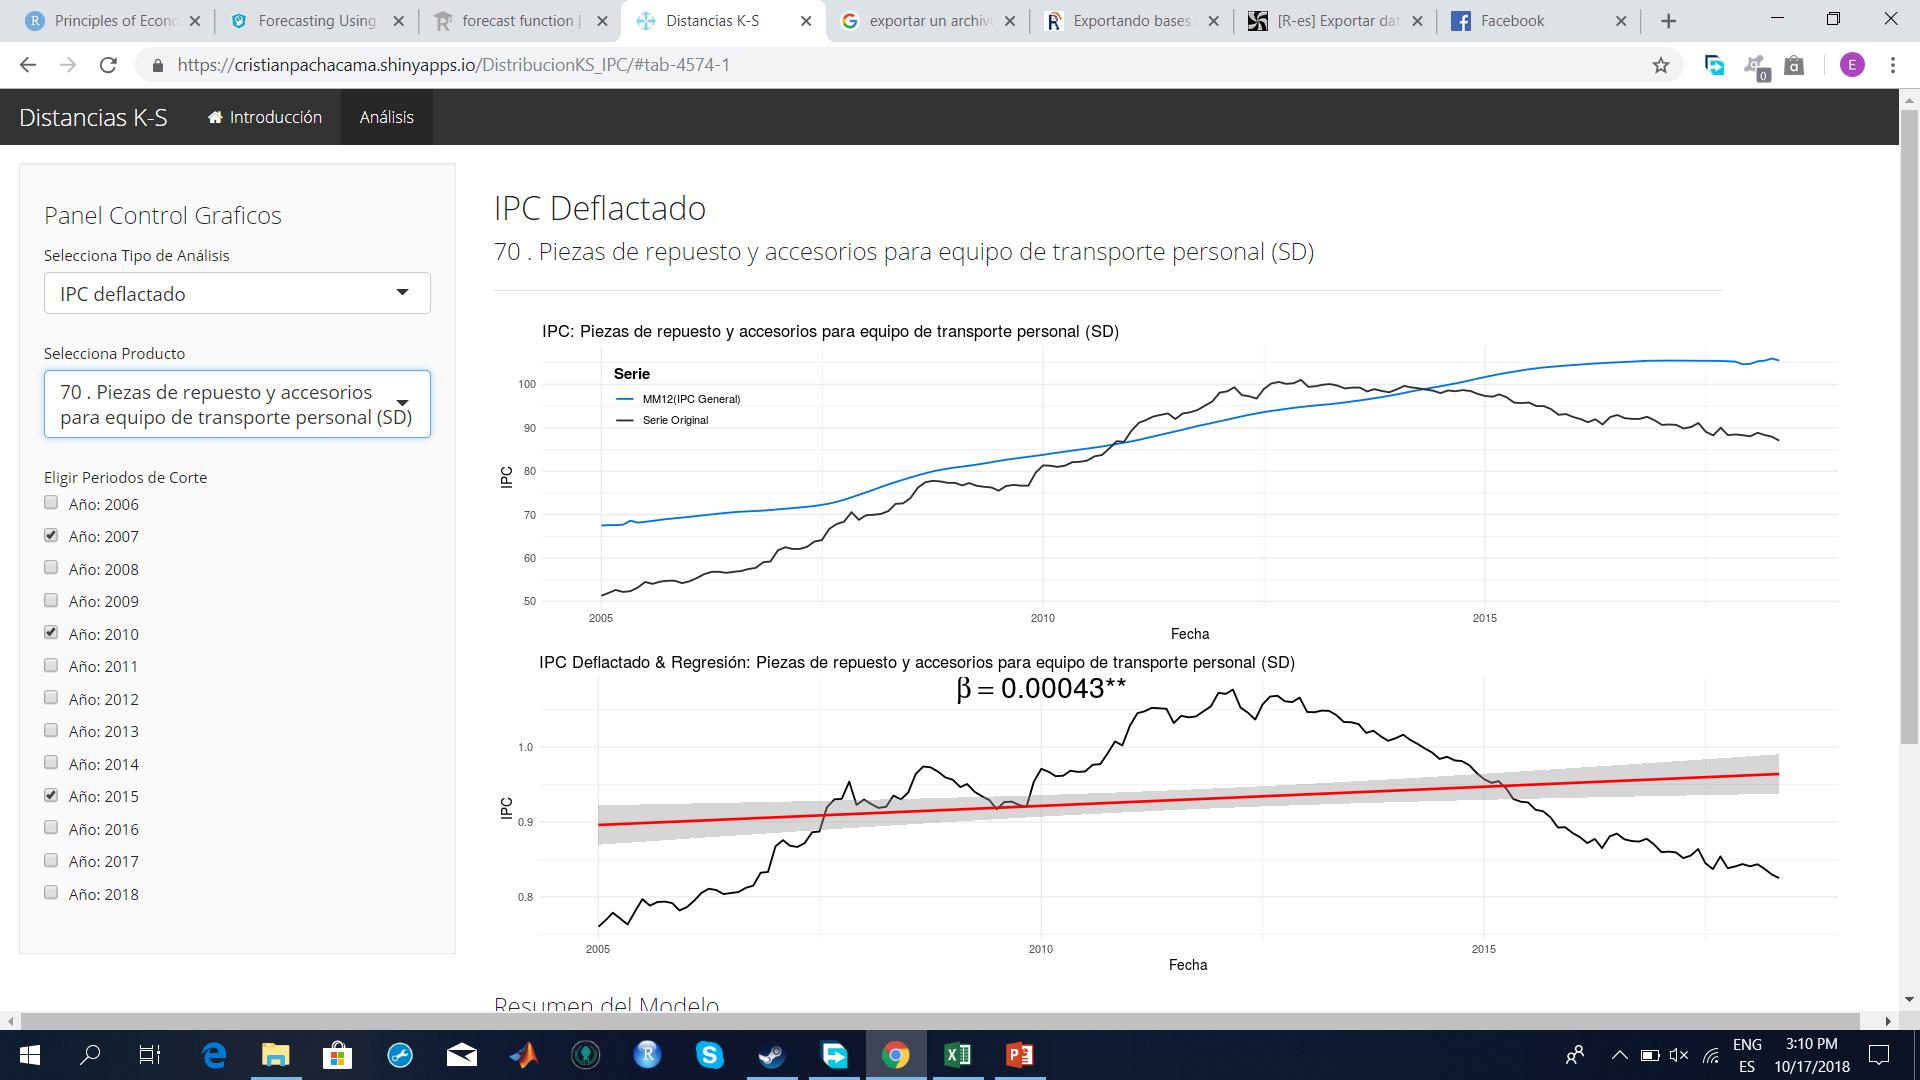 Principles of Econo
Forecasting Using
forecast function |
Distancias K-S
exportar un archivo
Exportando bases
[R-es] Exportar dat
Facebook
https://cristianpachacama.shinyapps.io/DistribucionKS_IPC/#tab-4574-1
0
E
Distancias K-S
Introducción
Análisis
Panel Control Graficos
Selecciona Tipo de Análisis
IPC deflactado
Selecciona Producto
70 . Piezas de repuesto y accesorios
para equipo de transporte personal (SD)
Eligir Periodos de Corte
Año: 2006
Año: 2007
Año: 2008
Año: 2009
Año: 2010
Año: 2011
Año: 2012
Año: 2013
Año: 2014
Año: 2015
Año: 2016
Año: 2017
Año: 2018
IPC Deflactado
70 . Piezas de repuesto y accesorios para equipo de transporte personal (SD)
IPC: Piezas de repuesto y accesorios para equipo de transporte personal (SD)
Serie
MM12(IPC General)
Serie Original
IPC
100
90
80
70
60
50
2005
2010
2015
Fecha
IPC Deflactado & Regresión: Piezas de repuesto y accesorios para equipo de transporte personal (SD)
β = 0.00043**
IPC
1.0
0.9
0.8
2005
2010
2015
Fecha
Resumen del Modelo
ENG
ES
3:10 PM
10/17/2018